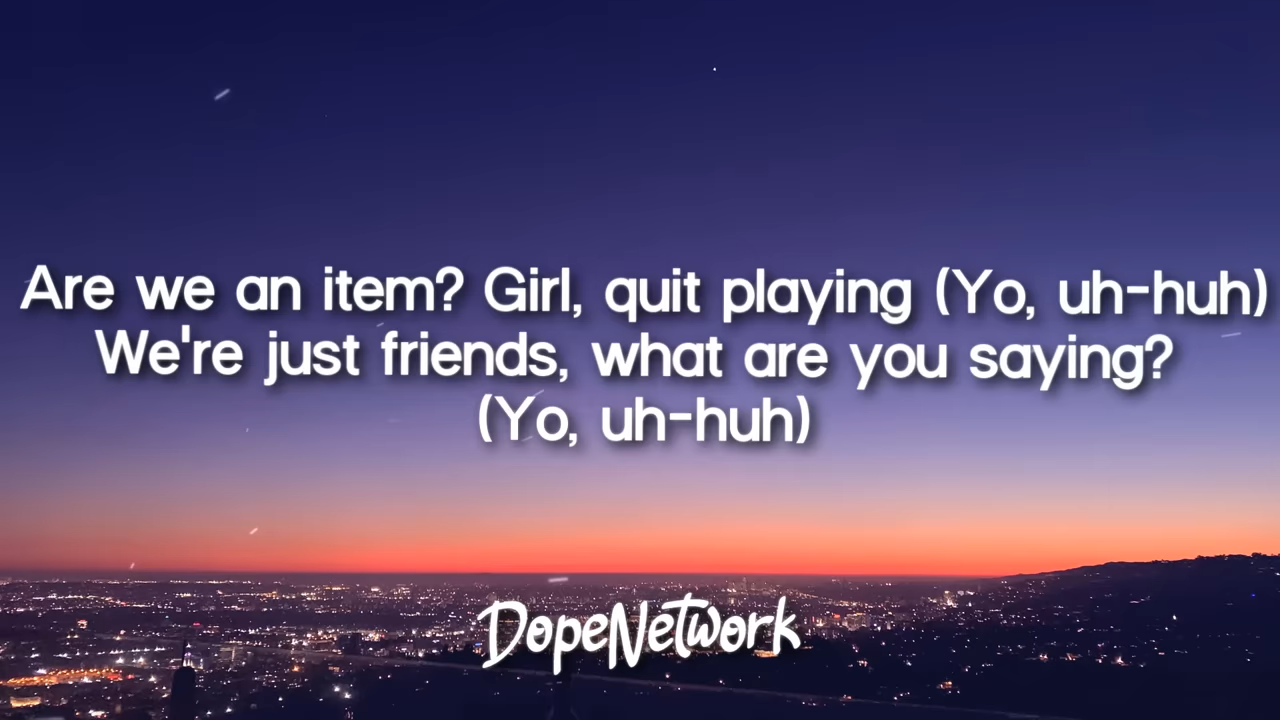 Are we an item? Girl, quit playing (Yo, uh-huh)
We're just friends, what are you saying?
(Yo, uh-huh)
DopeNetwork